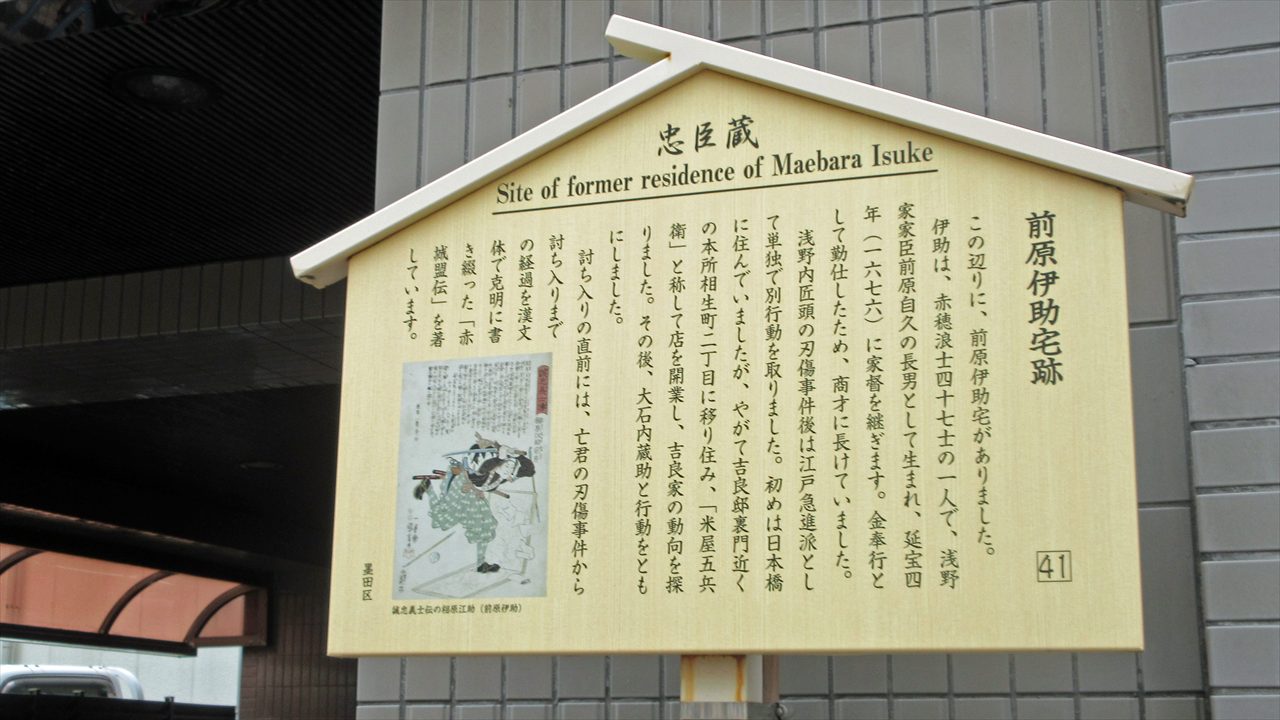 忠臣蔵
Site of former residence of Maebara Isuke
前原伊助宅跡
41
この辺りに、前原伊助宅がありました。
伊助は、赤穂浪士四十七士の一人で、浅野
家家臣前原自久の長男として生まれ、延宝四
年（一六七六）に家督を継ぎます。金奉行と
して勤仕したため、商才に長けていました。
浅野内匠頭の刃傷事件後は江戸急進派とし
て単独で別行動を取りました。初めは日本橋
に住んでいましたが、やがて吉良邸裏門近く
の本所相生町二丁目に移り住み、「米屋五兵
衛」と称して店を開業し、吉良家の動向を探
りました。その後、大石内蔵助と行動をとも
にしました。
討ち入りの直前には、亡君の刃傷事件から
討ち入りまで
の経過を漢文
体で克明に書
き綴った「赤
城盟伝」を著
しています。
誠忠義士伝の相原江助（前原伊助）
墨田区